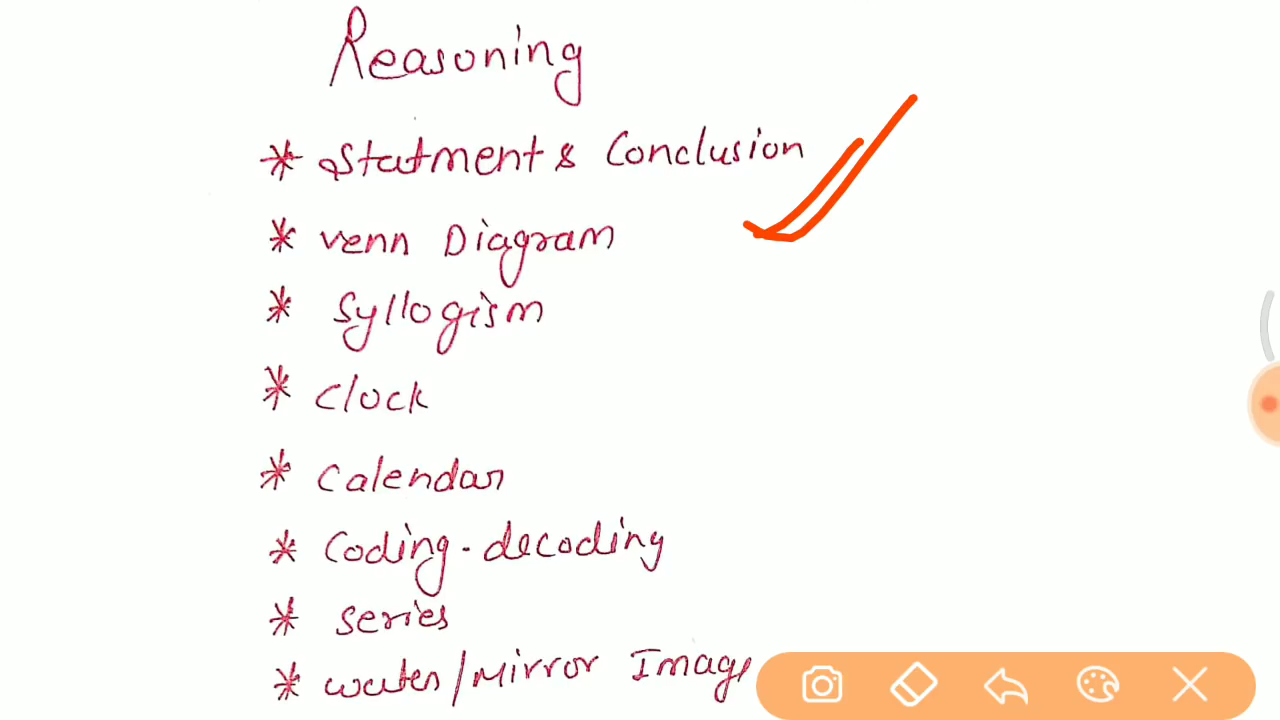 Reasoning
* Statment & Conclusion
* Venn Diagram
* Syllogism
* Clock
* Calendar
* Coding - decoding
* Series
* Water/Mirror Image